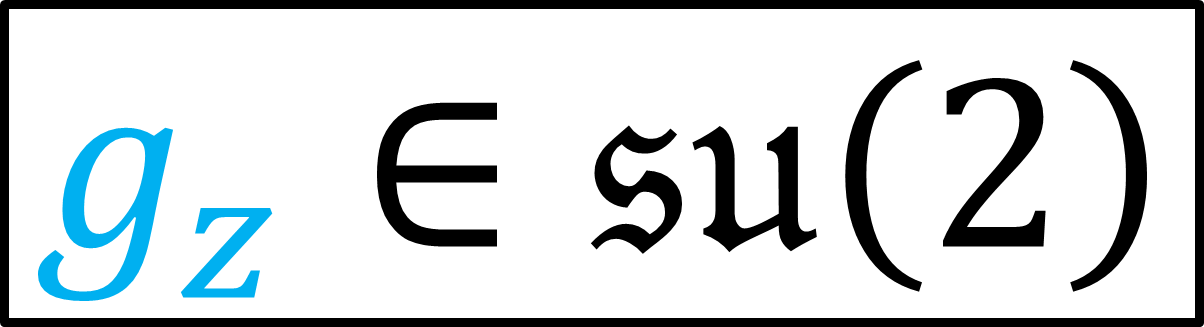 g_z ∈ 𝔰𝔲(2)